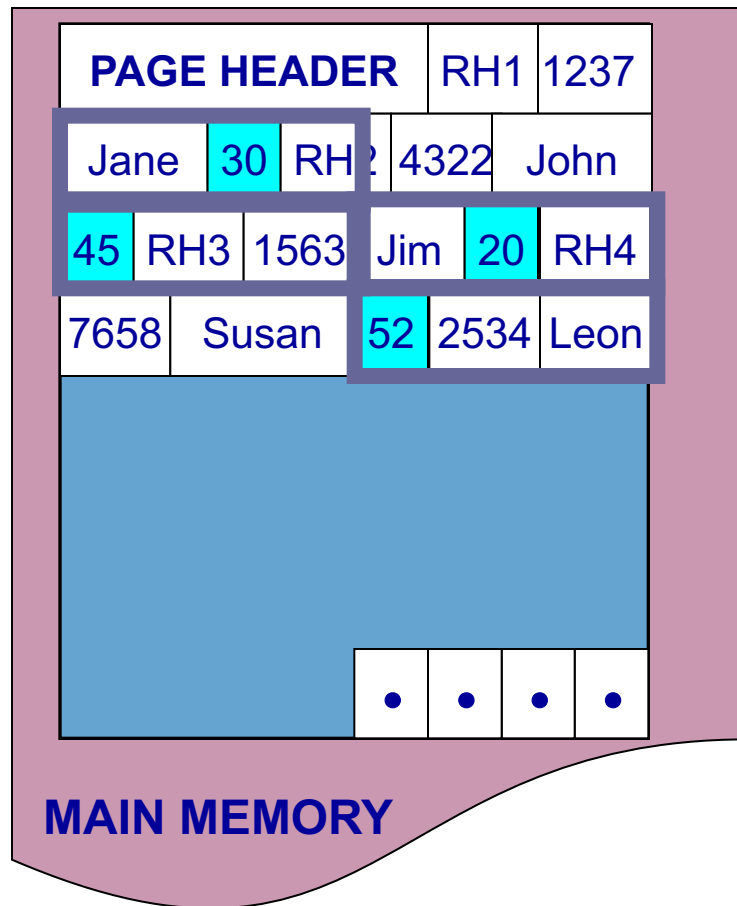 PAGE HEADER RH1 1237
Jane 30 RH2 4322 John
45 RH3 1563 Jim 20 RH4
7658 Susan 52 2534 Leon
MAIN MEMORY